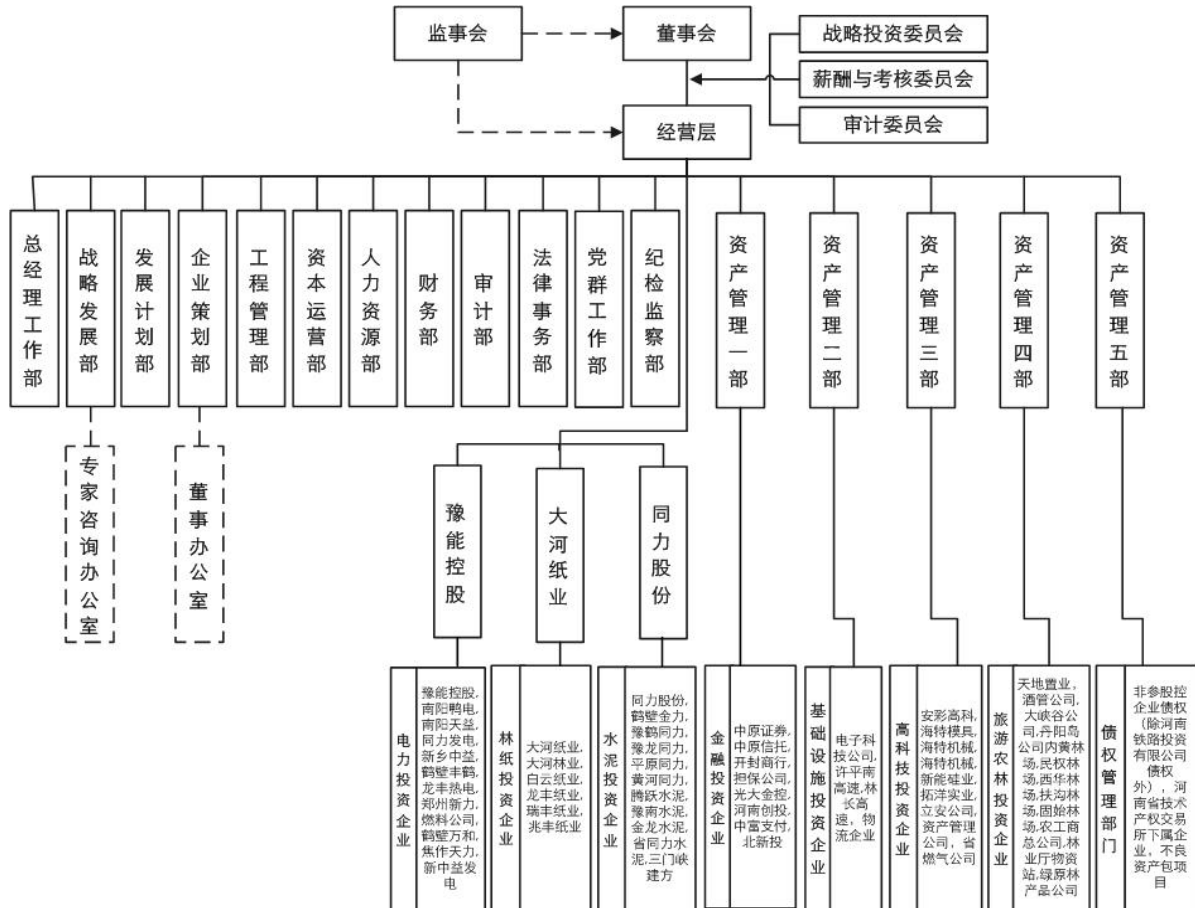 监事会
董事会
战略投资委员会
薪酬与考核委员会
审计委员会
经营层
总经理工作部
战略发展部
发展计划部
企业策划部
工程管理部
资本运营部
人力资源部
财务部
审计部
法律事务部
党群工作部
纪检监察部
资产管理一部
资产管理二部
资产管理三部
资产管理四部
资产管理五部
专家咨询办公室
董事办公室
豫能控股
大河纸业
同力股份
电力投资企业
豫能控股,
南阳鸭电,
南阳天益,
同力发电,
新乡中益,
鹤壁丰鹤,
龙丰热电,
郑州新力,
燃料公司,
鹤壁万和,
焦作天力,
新中益发
电
林纸投资企业
大河纸业,
大河林业,
白云纸业,
龙丰纸业,
瑞丰纸业,
兆丰纸业
水泥投资企业
同力股份,
鹤壁金力,
豫鹤同力,
豫龙同力,
平原同力,
黄河同力,
腾跃水泥,
豫南水泥,
金龙水泥,
省同力水
泥,三门峡
建方
金融投资企业
中原证券,
中原信托,
开封商行,
担保公司,
光大金控,
河南创投,
中富支付,
北新投
基础设施投资企业
电子科
技公司,
许平南
高速,林
长高
速，物
流企业
高科技投资企业
安彩高科,
海特模具,
海特机械,
海特机械,
新能硅业,
拓洋实业,
立安公司,
资产管理
公司，省
燃气公司
旅游农林投资企业
天地置业，
酒管公司,
大峡谷公
司,丹阳岛
公司内黄林
场,民权林
场,西华林
场,扶沟林
场,固始林
场,农工商
总公司,林
业厅物资
站,绿原林
产品公司
债权管理部门
非参股控
企业债权
（除河南
铁路投资
有限公司
债权
外），河
南省技术
产权交易
所下属企
业，不良
资产包项
目